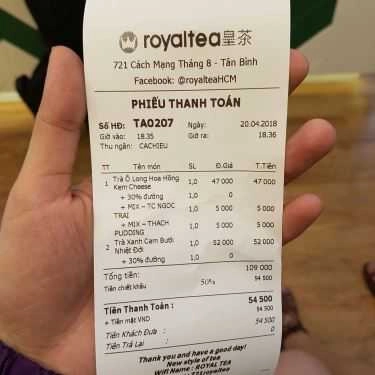 royaltea皇茶
721 Cách Mạng Tháng 8 - Tân Bình
Facebook: @royalteaHCM
PHIẾU THANH TOÁN
Số HĐ: TA0207 Ngày: 20.04.2018
Giờ vào: 18.35 Giờ ra: 18.36
Thu ngân: CACHIEU
TT Tên món SL Đ.Giá T.Tiền
1 Trà Ô Long Hoa Hồng Kem Cheese 1,0 47 000 47 000
+ 30% đường 1,0 0 0
+ MIX - TC NGOC TRAI 1,0 5 000 5 000
+ MIX - THACH PUDDING 1,0 5 000 5 000
2 Trà Xanh Cam Bưởi Nhiệt Đới 1,0 52 000 52 000
+ 30% đường 1,0 0 0
Tổng tiền: 109 000
Tiền chiết khấu 50% 54 500
Tiền Thanh Toán : 54 500
+ Tiền mặt VND 54 500
Tiền Khách Đưa : 54 500
Tiền Trả Lại : 0
Thank you and have a good day!
New style of tea
Wifi Name : ROYAL TEA